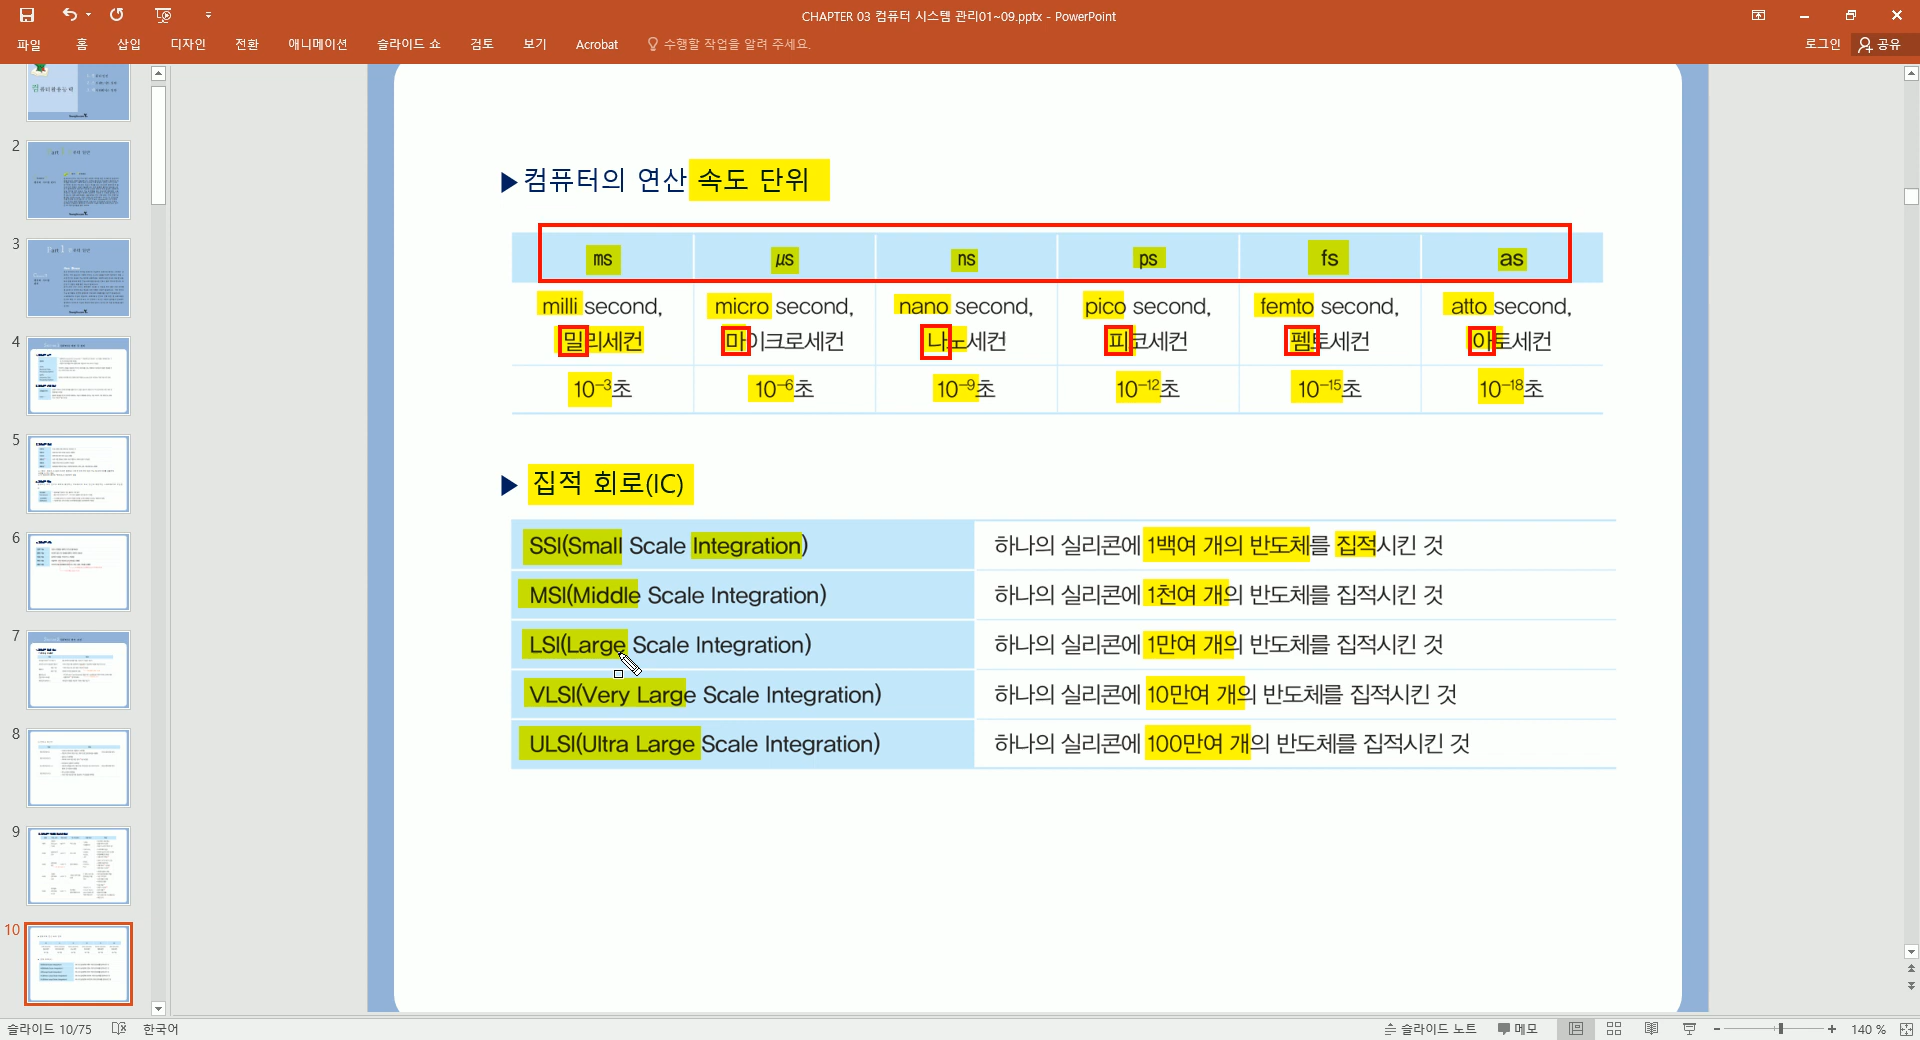 CHAPTER 03 컴퓨터 시스템 관리01~09.pptx - PowerPoint
파일 홈 삽입 디자인 전환 애니메이션 슬라이드 쇼 검토 보기 Acrobat 수행할 작업을 알려 주세요. 로그인 공유
2
3
4
5
6
7
8
9
10
▶컴퓨터의 연산 속도 단위
ms μs ns ps fs as
milli second, micro second, nano second, pico second, femto second, atto second,
밀리세컨 마이크로세컨 나노세컨 피코세컨 펨토세컨 아토세컨
10⁻³초 10⁻⁶초 10⁻⁹초 10⁻¹²초 10⁻¹⁵초 10⁻¹⁸초
▶ 집적 회로(IC)
SSI(Small Scale Integration) 하나의 실리콘에 1백여 개의 반도체를 집적시킨 것
MSI(Middle Scale Integration) 하나의 실리콘에 1천여 개의 반도체를 집적시킨 것
LSI(Large Scale Integration) 하나의 실리콘에 1만여 개의 반도체를 집적시킨 것
VLSI(Very Large Scale Integration) 하나의 실리콘에 10만여 개의 반도체를 집적시킨 것
ULSI(Ultra Large Scale Integration) 하나의 실리콘에 100만여 개의 반도체를 집적시킨 것
슬라이드 10/75 한국어 슬라이드 노트 메모 140 %